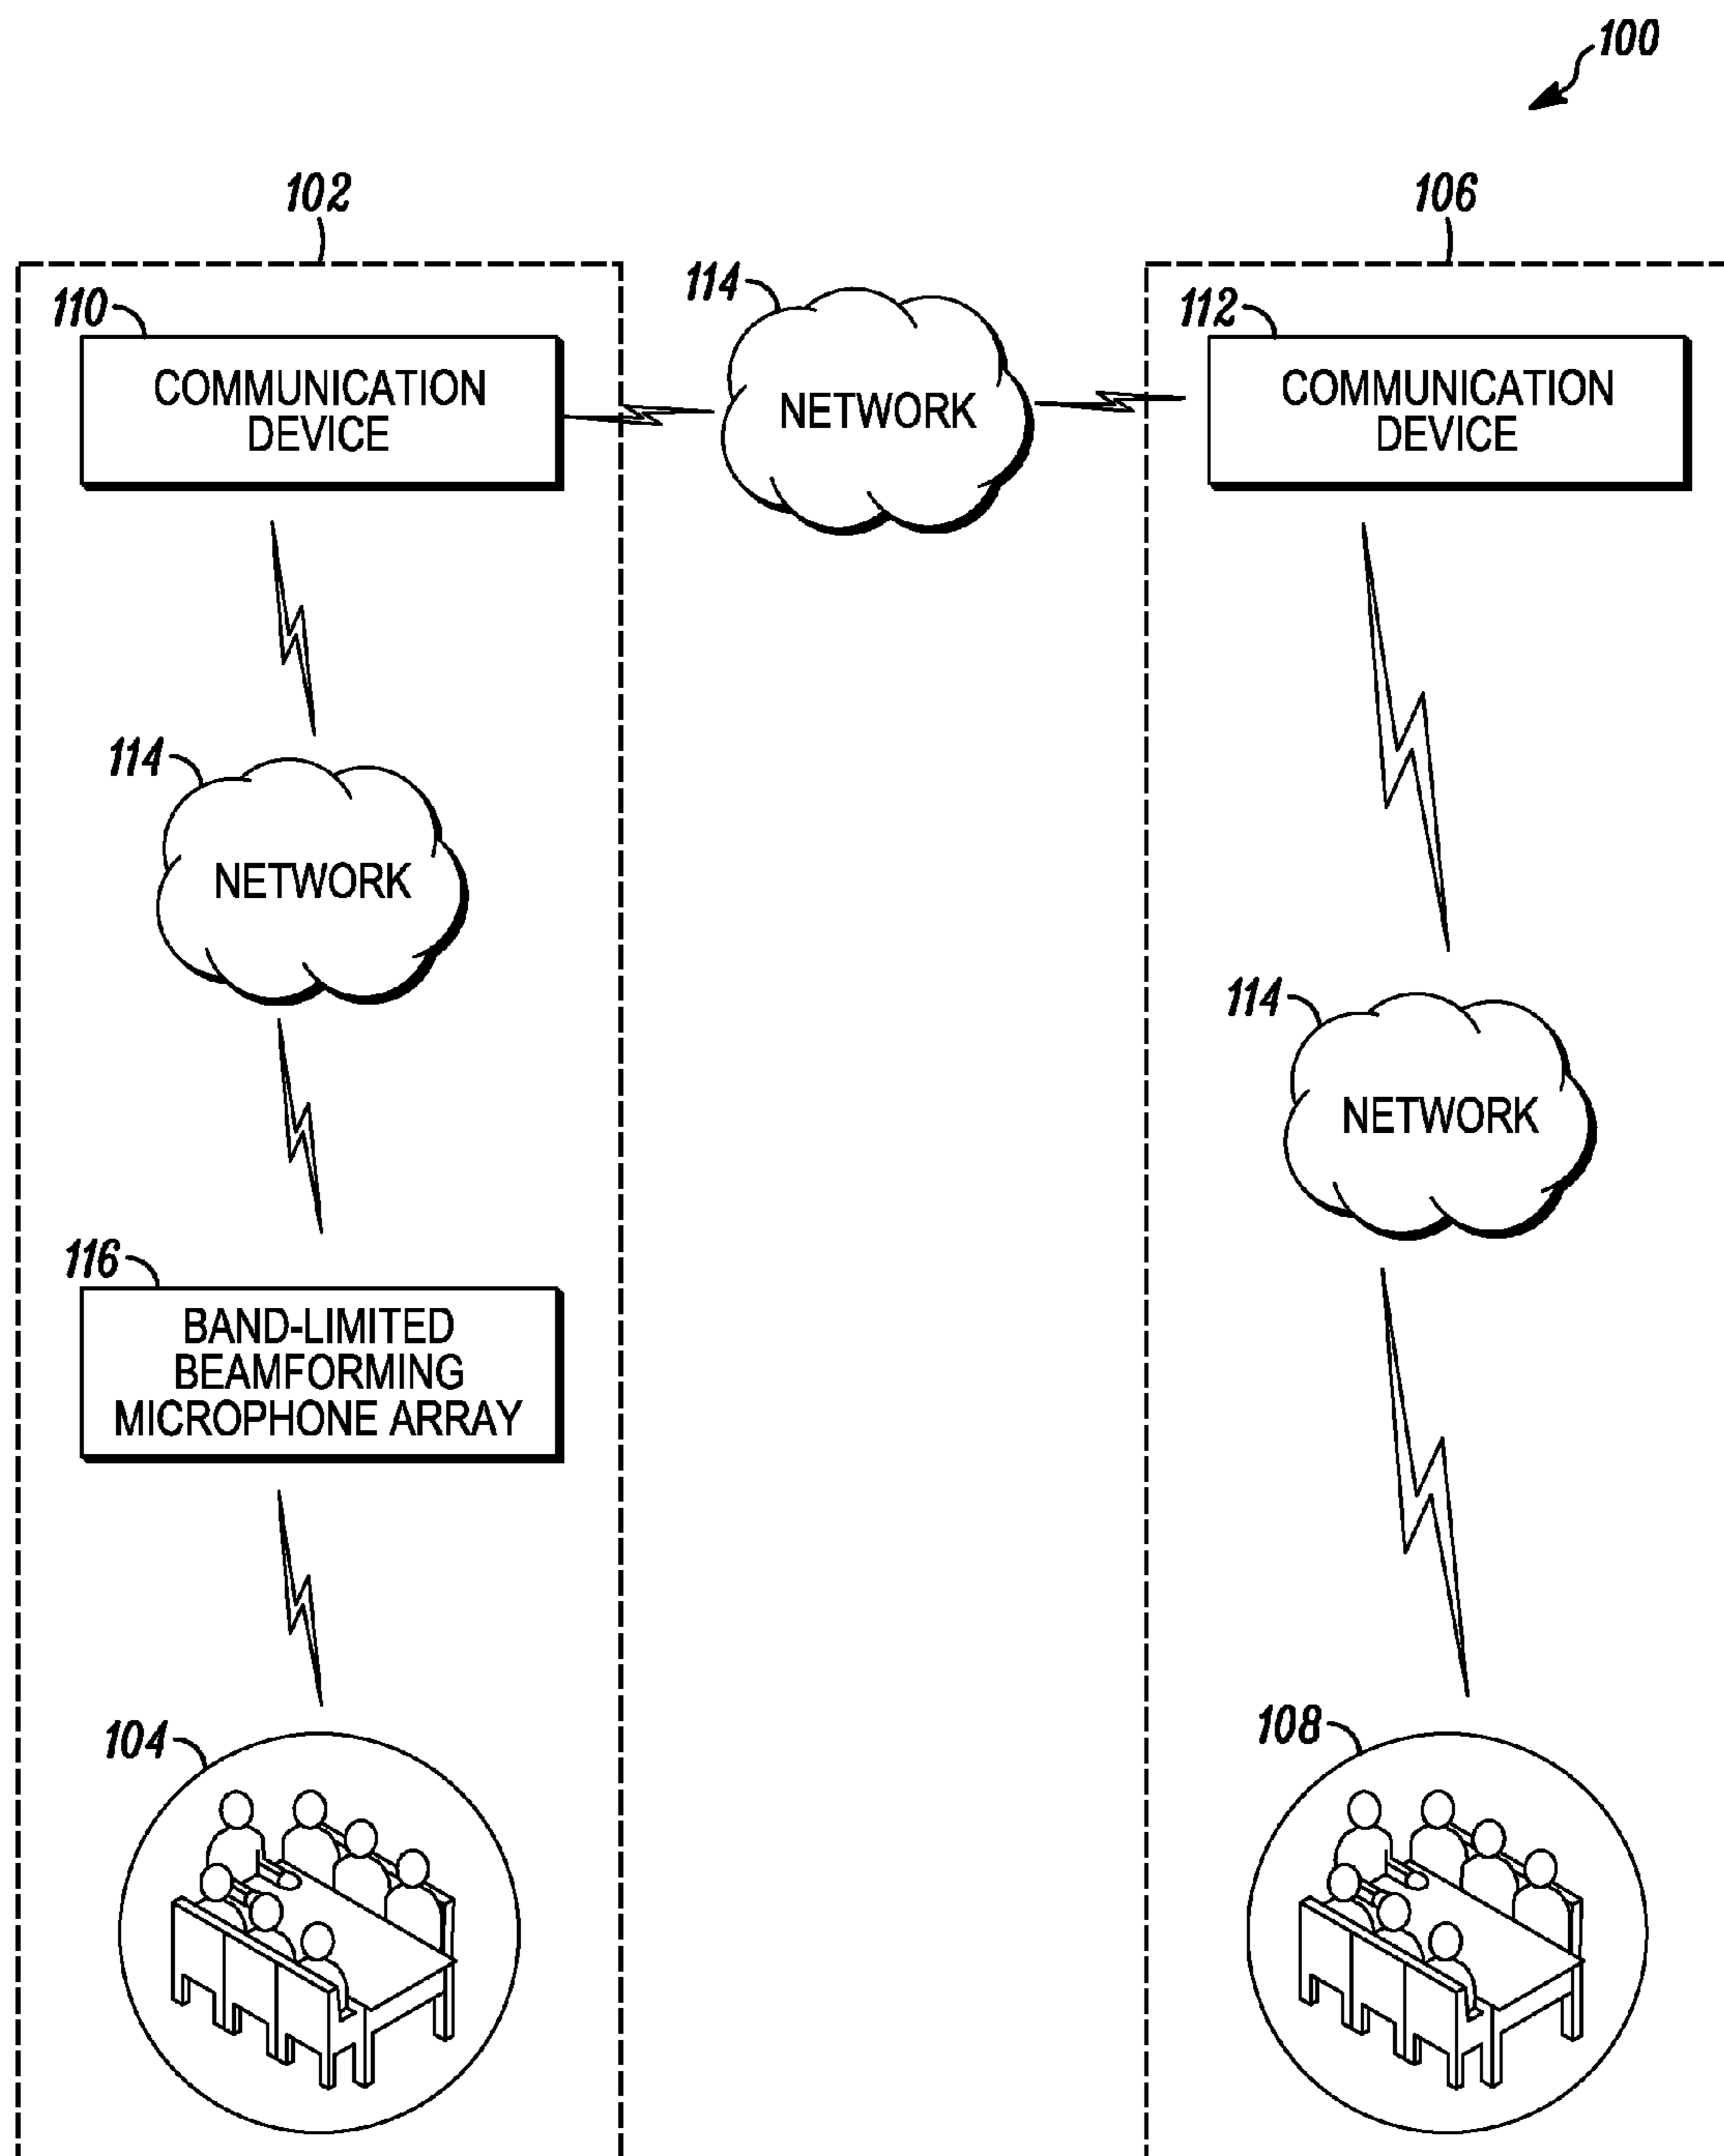 100
102
106
110
COMMUNICATION
DEVICE
114
NETWORK
112
COMMUNICATION
DEVICE
114
NETWORK
114
NETWORK
116
BAND-LIMITED
BEAMFORMING
MICROPHONE ARRAY
104
108